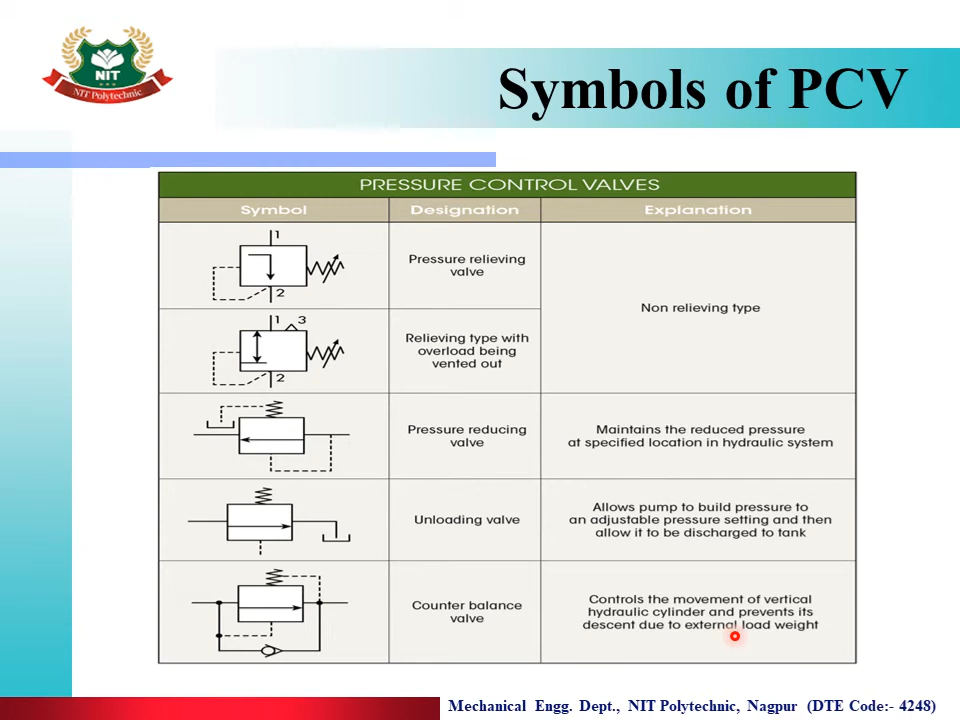 NIT
NIT Polytechnic
Symbols of PCV
PRESSURE CONTROL VALVES
Symbol Designation Explanation
1
2
Pressure relieving
valve
Non relieving type
1 3
2
Relieving type with
overload being
vented out
Pressure reducing
valve
Maintains the reduced pressure
at specified location in hydraulic system
Unloading valve
Allows pump to build pressure to
an adjustable pressure setting and then
allow it to be discharged to tank
Counter balance
valve
Controls the movement of vertical
hydraulic cylinder and prevents its
descent due to external load weight
Mechanical Engg. Dept., NIT Polytechnic, Nagpur (DTE Code:- 4248)